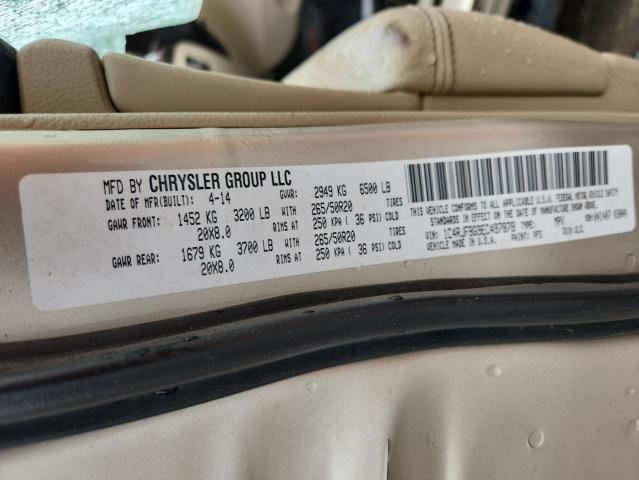 MFD BY CHRYSLER GROUP LLC
DATE OF MFR(BUILT): 4-14 GVWR: 2949 KG 6500 LB
GAWR FRONT: 1452 KG 3200 LB WITH 265/50R20 TIRES
20X8.0 RIMS AT 250 KPA ( 36 PSI) COLD
GAWR REAR: 1679 KG 3700 LB WITH 265/50R20 TIRES
20X8.0 RIMS AT 250 KPA ( 36 PSI) COLD
THIS VEHICLE CONFORMS TO ALL APPLICABLE U.S.A. FEDERAL MOTOR VEHICLE SAFETY
STANDARDS IN EFFECT ON THE DATE OF MANUFACTURE SHOWN ABOVE.
VIN: TYPE: MPV
MADE IN U.S.A. PAINT: PFS TRIM: